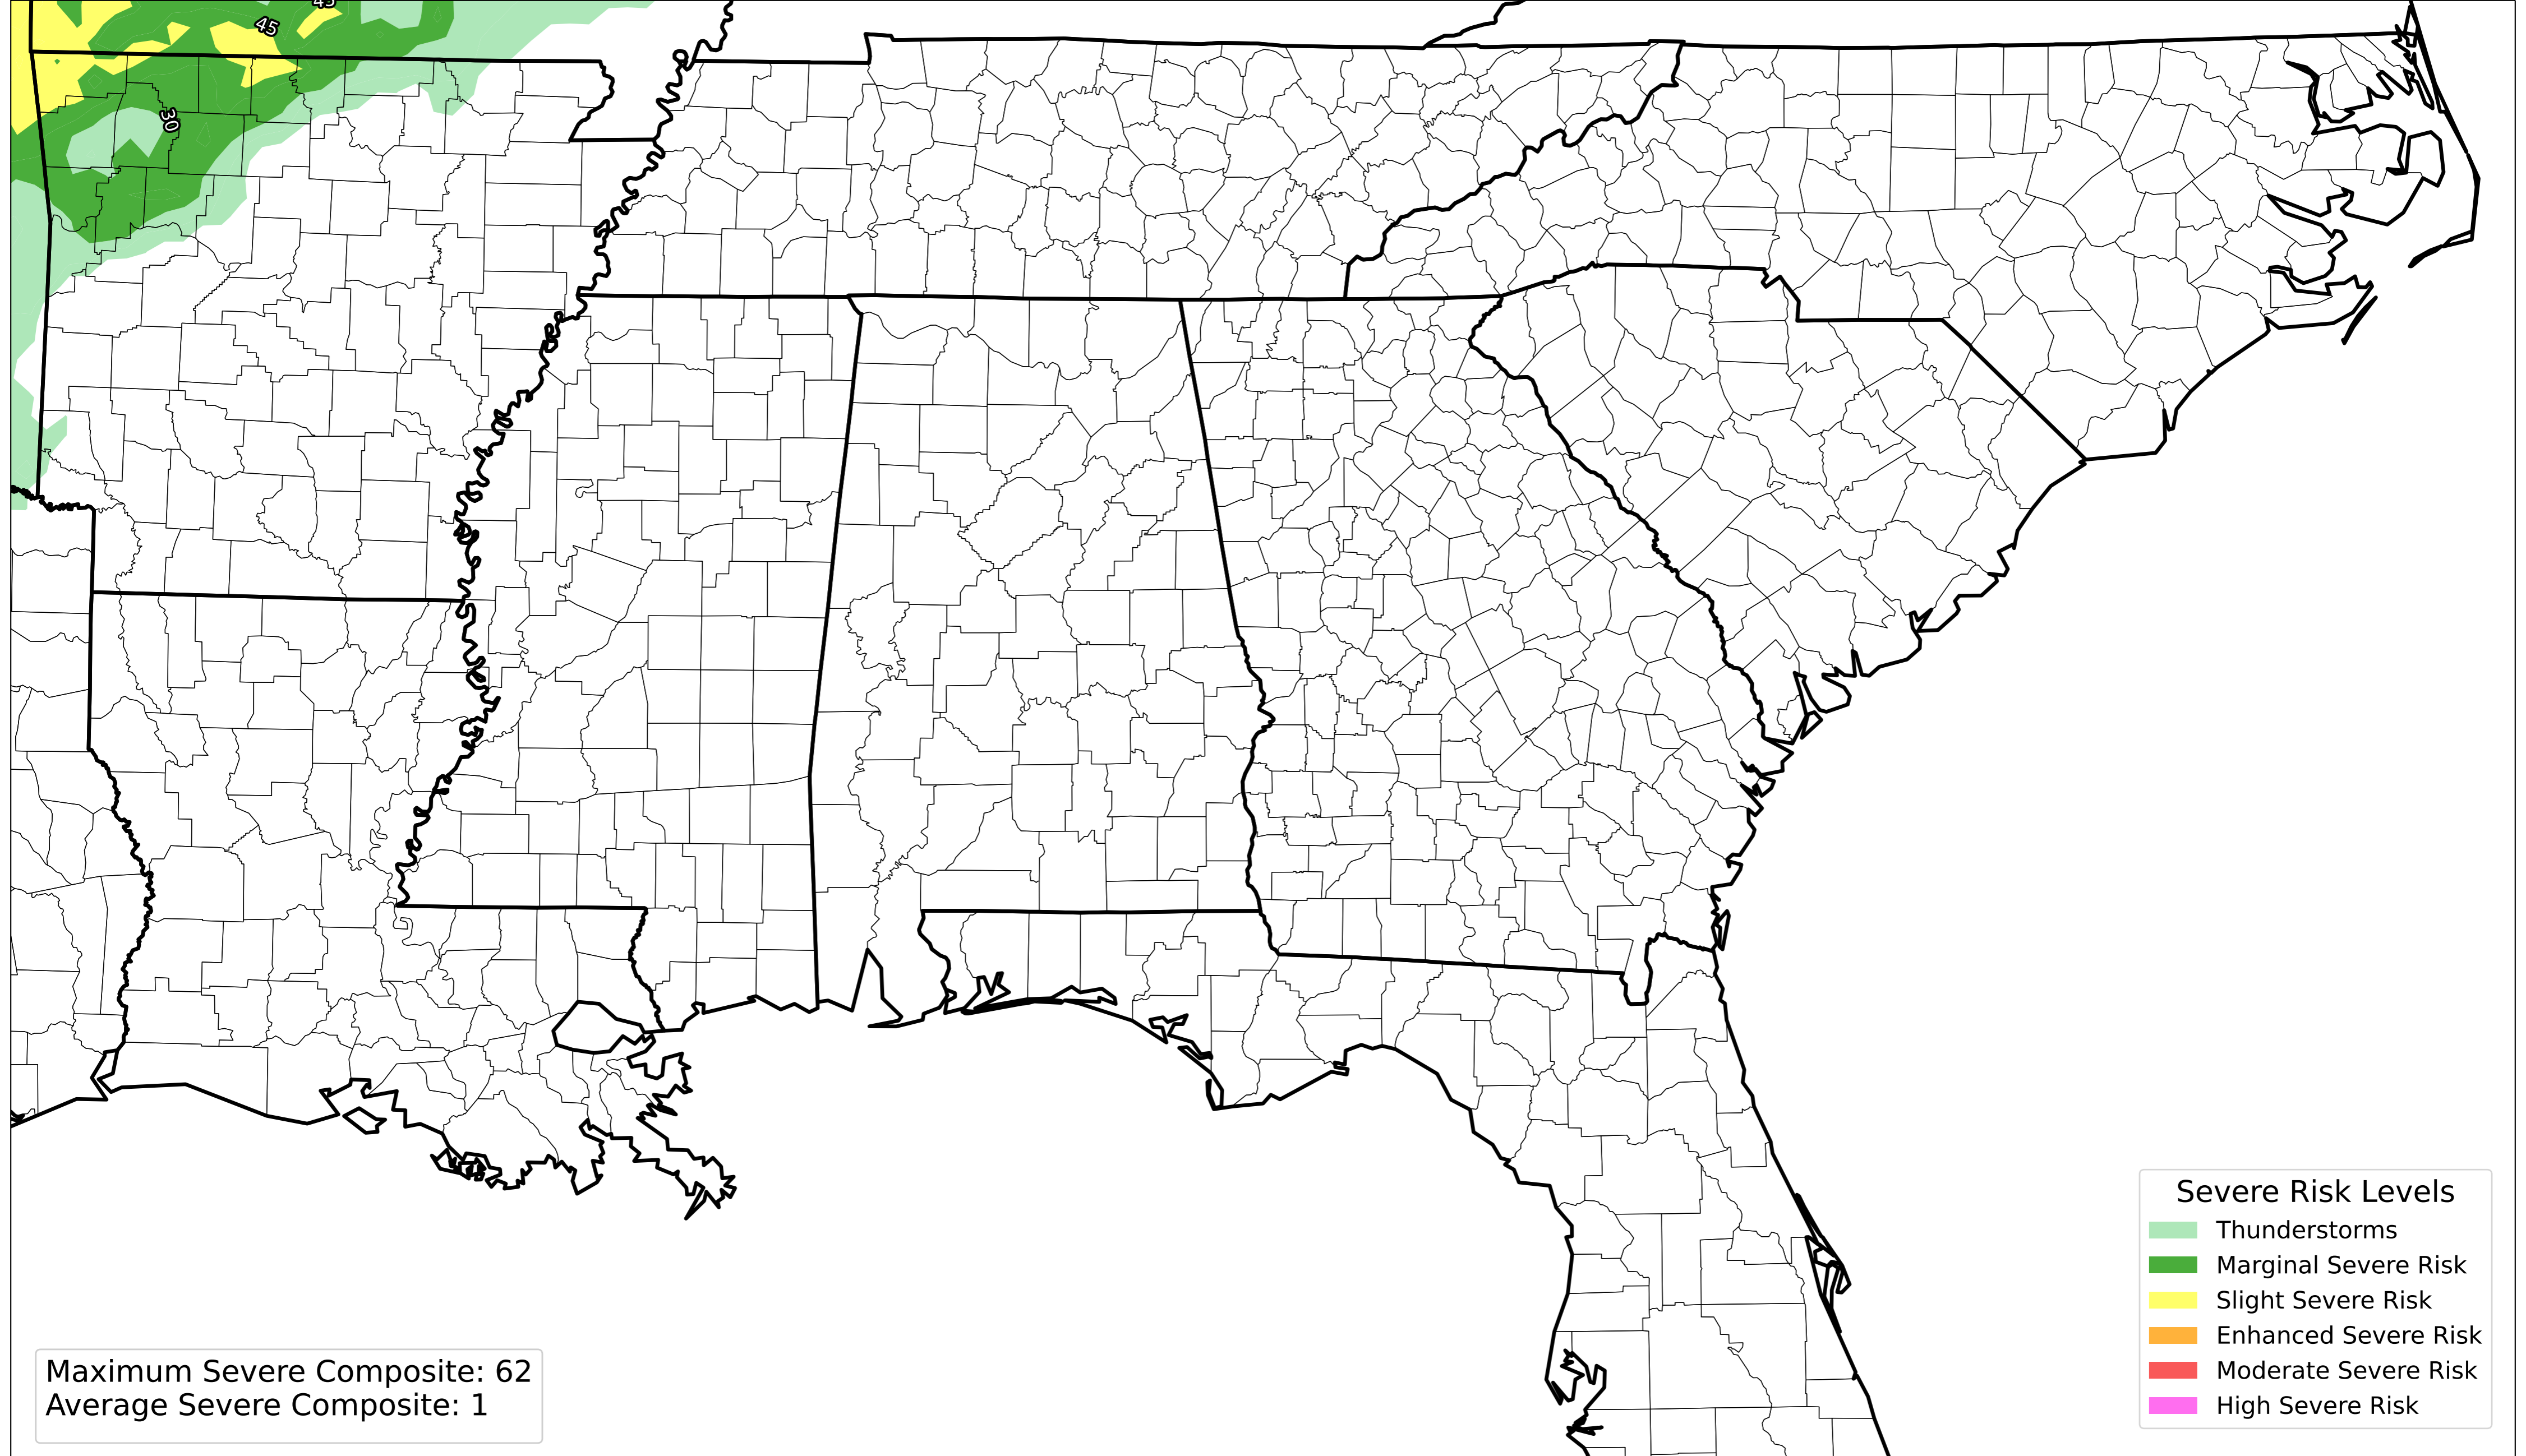 45
45
30
Severe Risk Levels
Thunderstorms
Marginal Severe Risk
Slight Severe Risk
Enhanced Severe Risk
Moderate Severe Risk
High Severe Risk
Maximum Severe Composite: 62
Average Severe Composite: 1